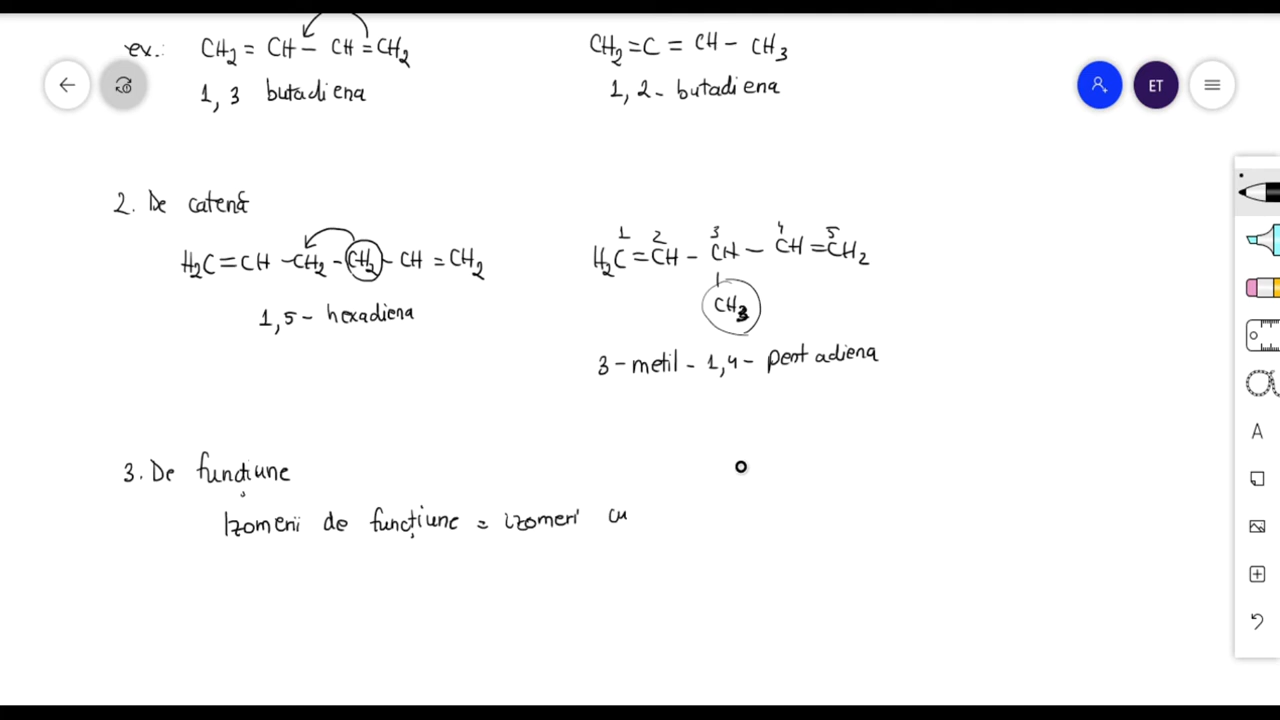 ex.: CH2 = CH – CH = CH2 CH2 = C = CH – CH3
1, 3 butadiena 1, 2 - butadiena
ET
2. De catenă
H2C = CH – CH2 – CH2 – CH = CH2
1 2 3 4 5
H2C = CH – CH – CH = CH2
CH3
1, 5 - hexadiena
3 - metil - 1,4 - pentadiena
3. De funcțiune
Izomerii de funcțiune = izomeri cu
A